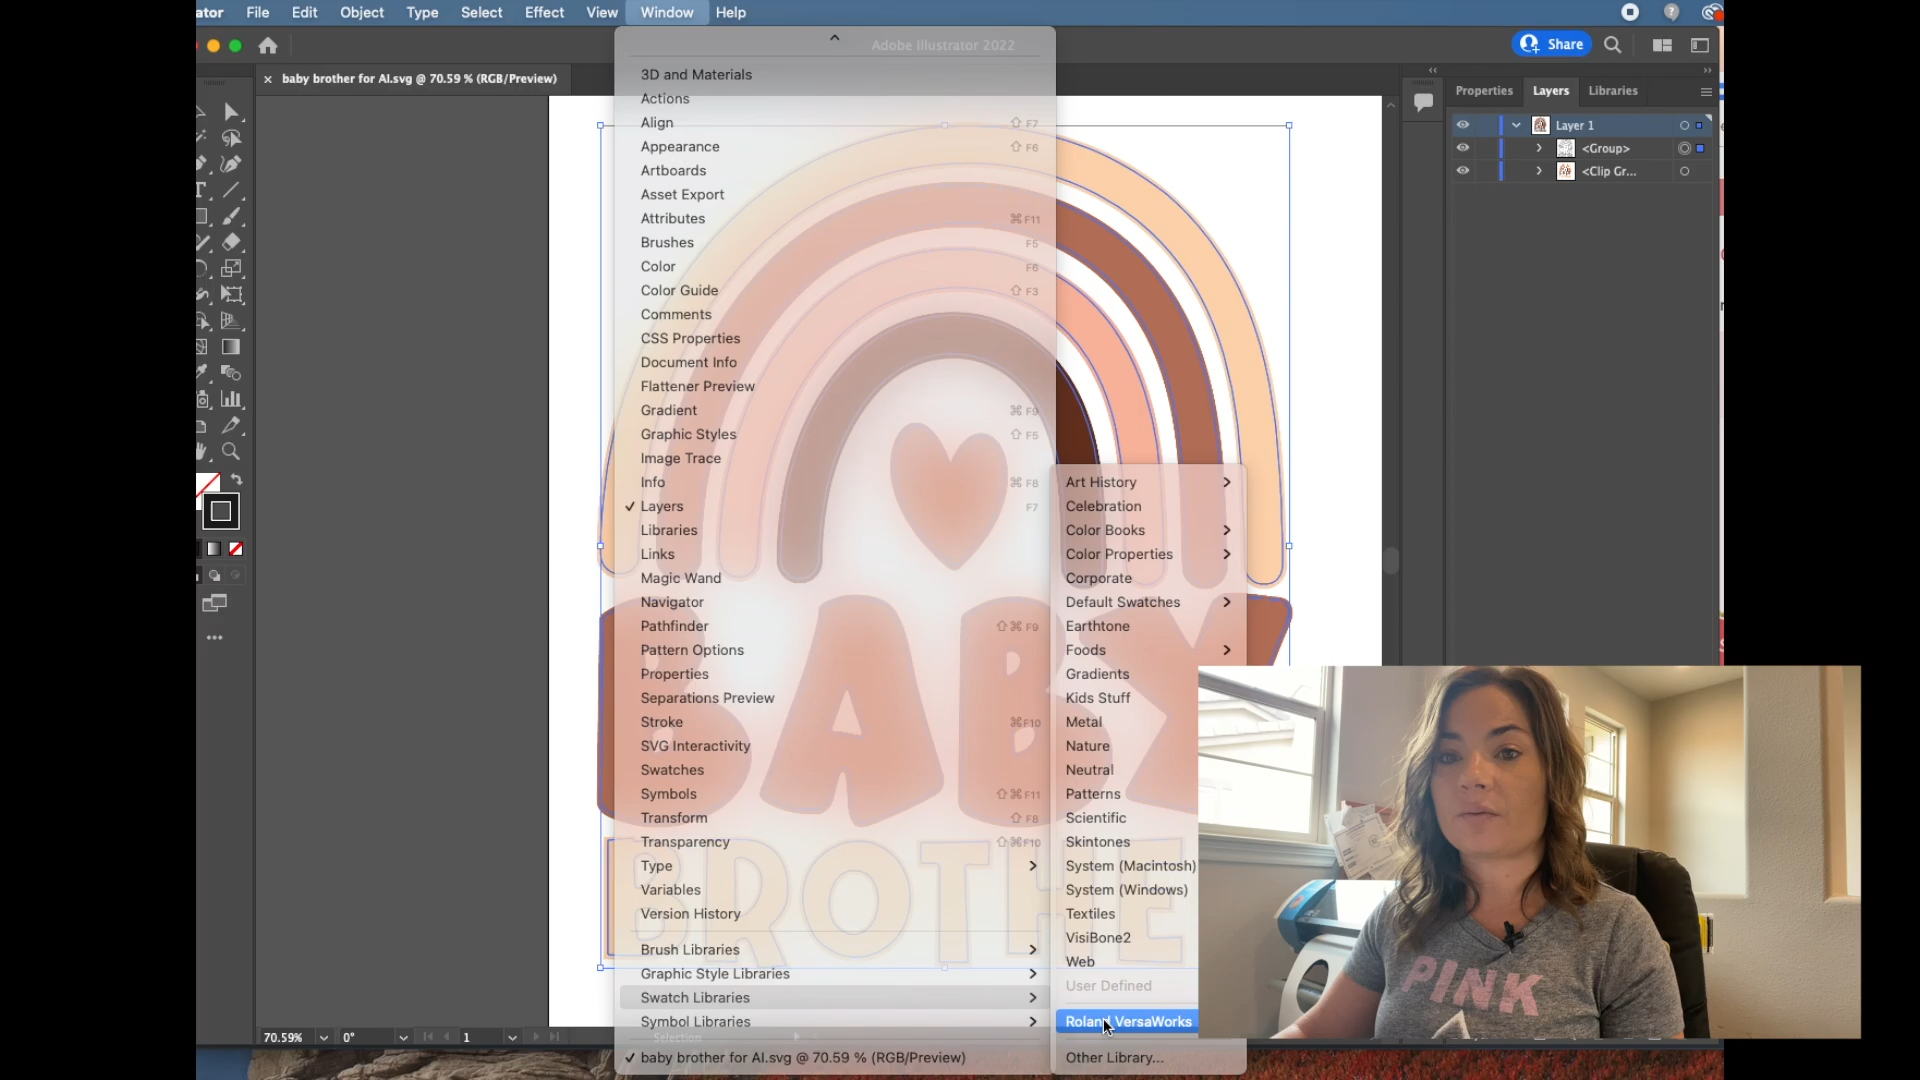 ator File Edit Object Type Select Effect View Window Help
Adobe Illustrator 2022
Share
baby brother for AI.svg @ 70.59 % (RGB/Preview)
Properties Layers Libraries
Layer 1
<Group>
<Clip Gr...
3D and Materials
Actions
Align ⇧ F7
Appearance ⇧ F6
Artboards
Asset Export
Attributes ⌘F11
Brushes F5
Color F6
Color Guide ⇧ F3
Comments
CSS Properties
Document Info
Flattener Preview
Gradient ⌘ F9
Graphic Styles ⇧ F5
Image Trace
Info ⌘ F8
✓ Layers F7
Libraries
Links
Magic Wand
Navigator
Pathfinder ⇧⌘ F9
Pattern Options
Properties
Separations Preview
Stroke ⌘F10
SVG Interactivity
Swatches
Symbols ⇧⌘F11
Transform ⇧ F8
Transparency ⇧⌘F10
Type
Variables
Version History
Brush Libraries
Graphic Style Libraries
Swatch Libraries
Symbol Libraries
✓ baby brother for AI.svg @ 70.59 % (RGB/Preview)
Art History
Celebration
Color Books
Color Properties
Corporate
Default Swatches
Earthtone
Foods
Gradients
Kids Stuff
Metal
Nature
Neutral
Patterns
Scientific
Skintones
System (Macintosh)
System (Windows)
Textiles
VisiBone2
Web
User Defined
Roland VersaWorks
Other Library...
BABY
BROTHE
70.59% 0° 1 Selection
PINK